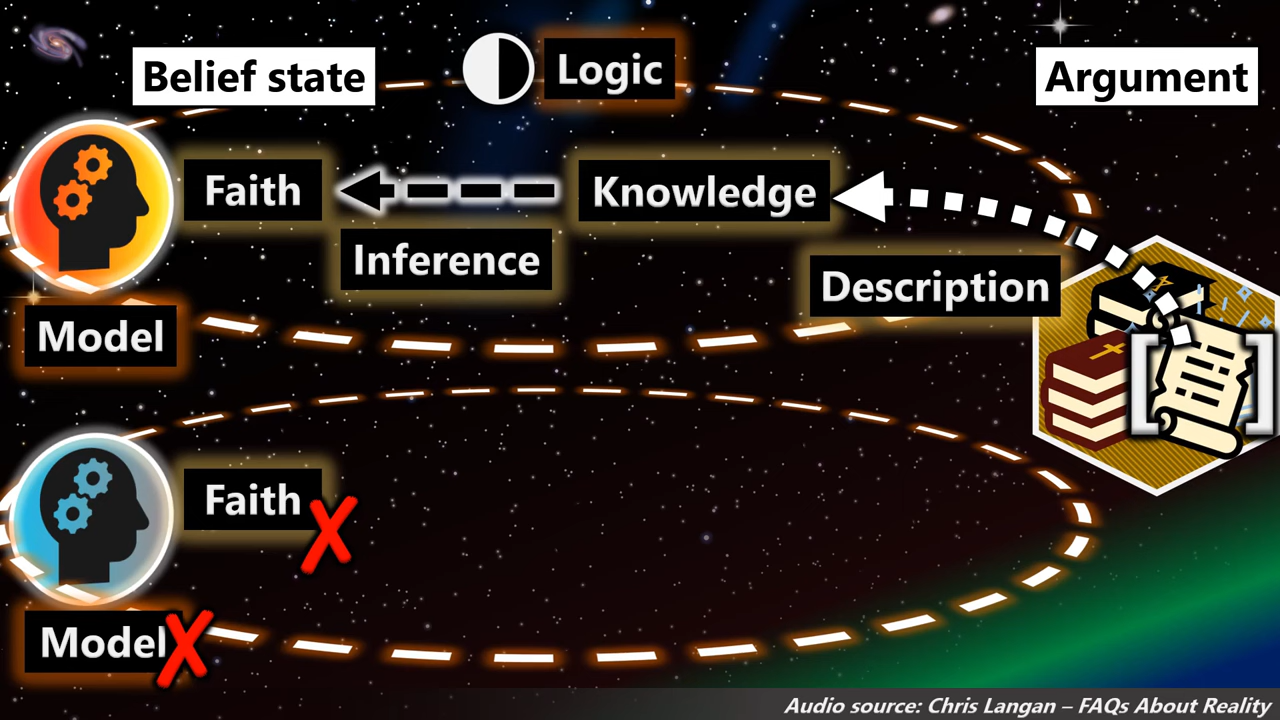 Belief state
Logic
Argument
Faith
Knowledge
Inference
Description
Model
Faith
Model
Audio source: Chris Langan – FAQs About Reality